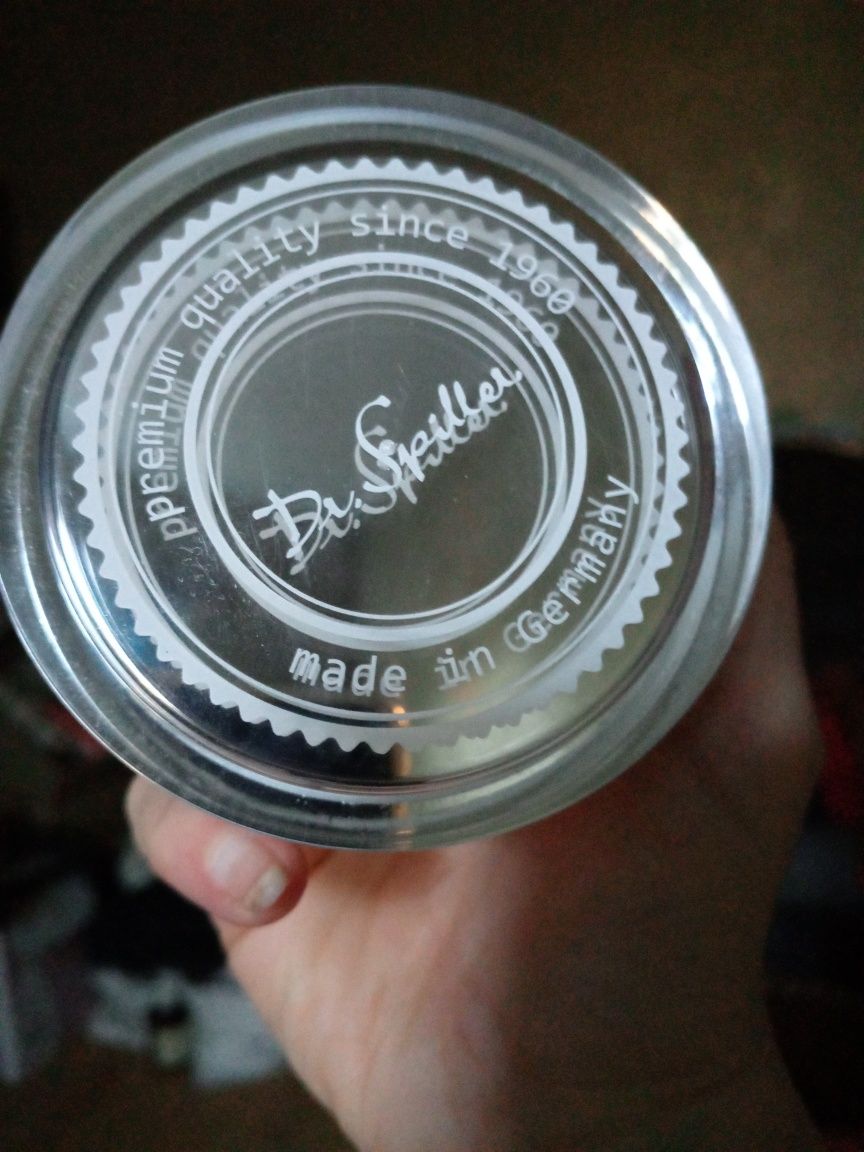 premium quality since 1960
Dr. Spiller
made in Germany